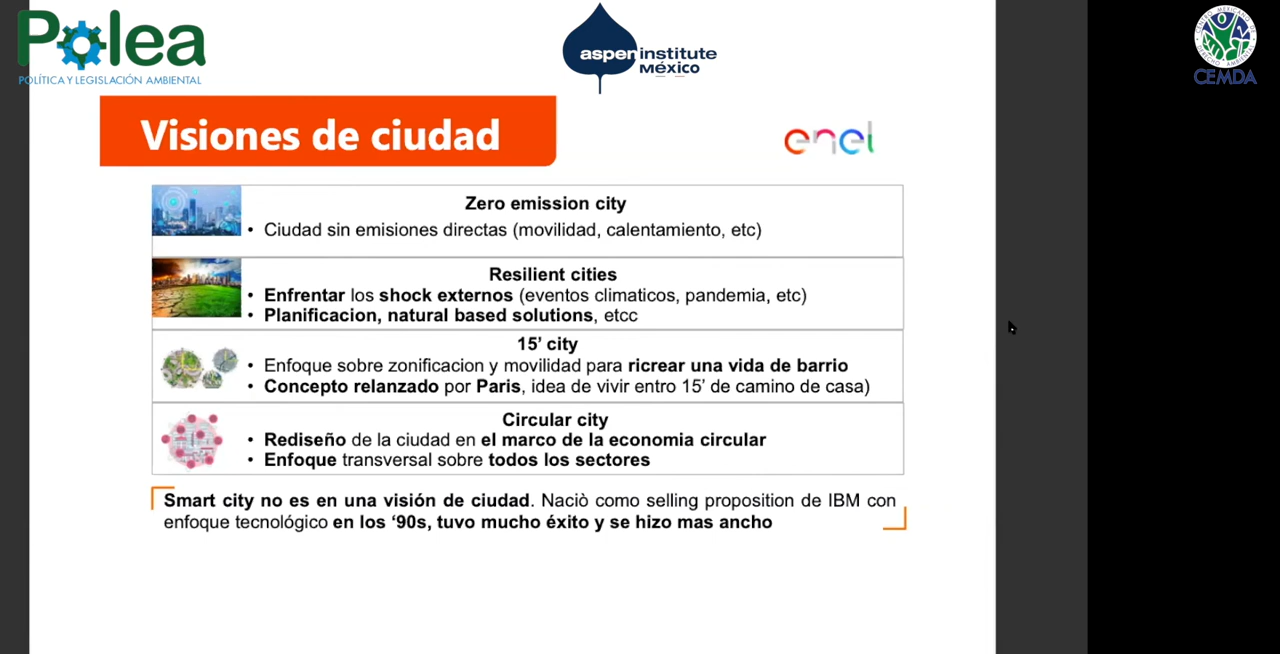 Polea
POLÍTICA Y LEGISLACIÓN AMBIENTAL
aspen institute
México
CENTRO MEXICANO DE DERECHO AMBIENTAL
CEMDA
Visiones de ciudad
enel
Zero emission city
• Ciudad sin emisiones directas (movilidad, calentamiento, etc)
Resilient cities
• Enfrentar los shock externos (eventos climaticos, pandemia, etc)
• Planificacion, natural based solutions, etcc
15’ city
• Enfoque sobre zonificacion y movilidad para ricrear una vida de barrio
• Concepto relanzado por Paris, idea de vivir entro 15’ de camino de casa)
Circular city
• Rediseño de la ciudad en el marco de la economia circular
• Enfoque transversal sobre todos los sectores
Smart city no es en una visión de ciudad. Naciò como selling proposition de IBM con
enfoque tecnológico en los ‘90s, tuvo mucho éxito y se hizo mas ancho